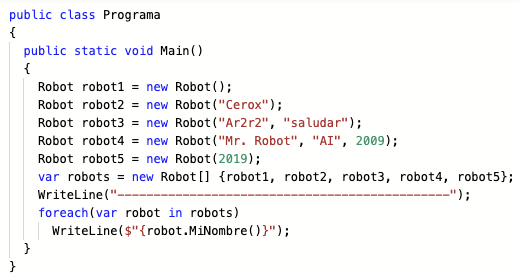 public class Programa
{
public static void Main()
{
Robot robot1 = new Robot();
Robot robot2 = new Robot("Cerox");
Robot robot3 = new Robot("Ar2r2", "saludar");
Robot robot4 = new Robot("Mr. Robot", "AI", 2009);
Robot robot5 = new Robot(2019);
var robots = new Robot[] {robot1, robot2, robot3, robot4, robot5};
WriteLine("----------------------------------------------");
foreach(var robot in robots)
WriteLine($"{robot.MiNombre()}");
}
}